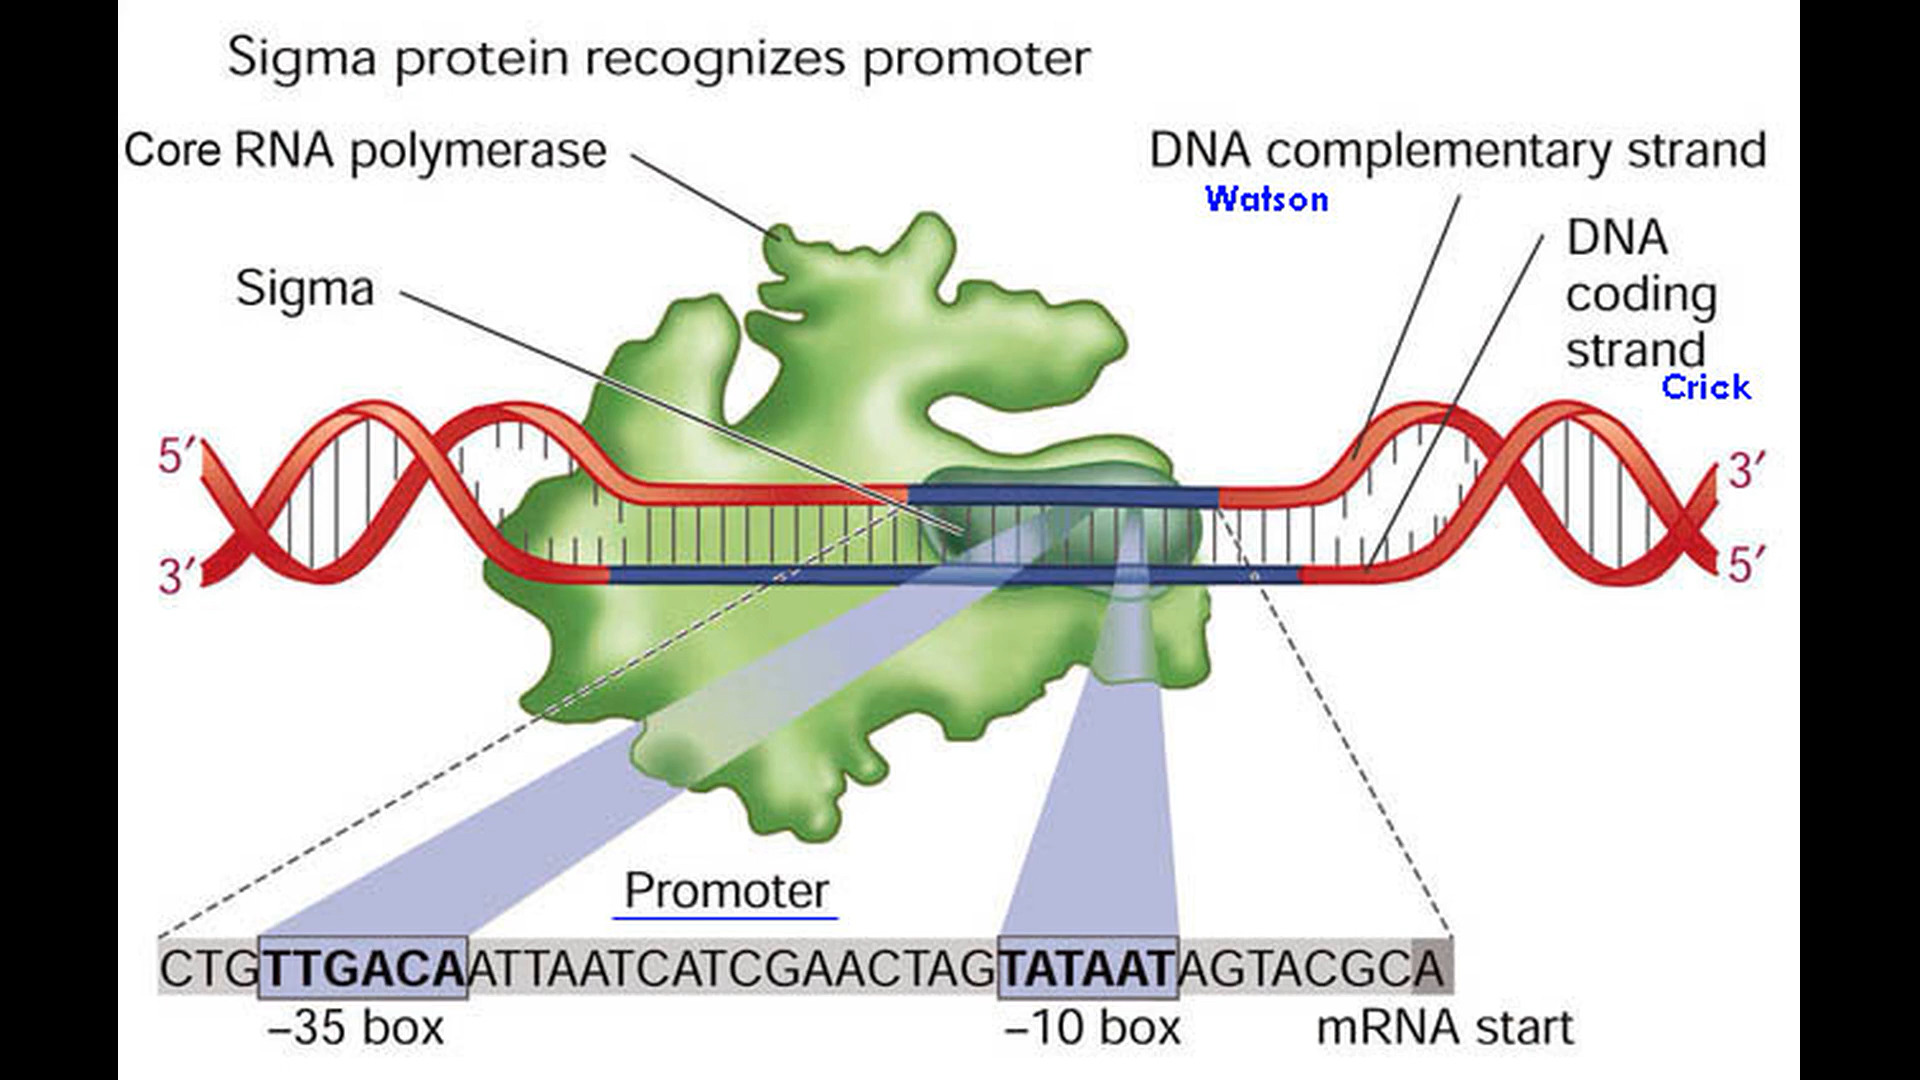 Sigma protein recognizes promoter
Core RNA polymerase
DNA complementary strand
Watson
DNA
coding
strand
Crick
Sigma
5′
3′
3′
5′
Promoter
CTGTTGACAATTAATCATCGAACTAGTATAATAGTACGCA
–35 box
–10 box
mRNA start